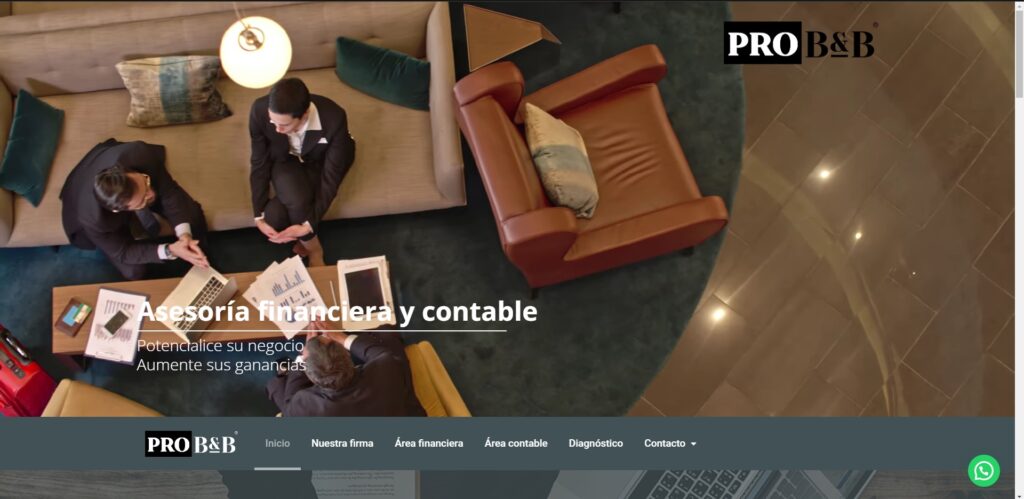 PRO B&B
Asesoría financiera y contable
Potencialice su negocio
Aumente sus ganancias
PRO B&B
Inicio
Nuestra firma
Área financiera
Área contable
Diagnóstico
Contacto